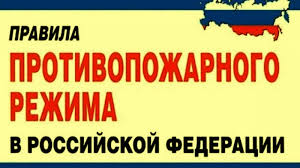 ПРАВИЛА
ПРОТИВОПОЖАРНОГО
РЕЖИМА
В РОССИЙСКОЙ ФЕДЕРАЦИИ